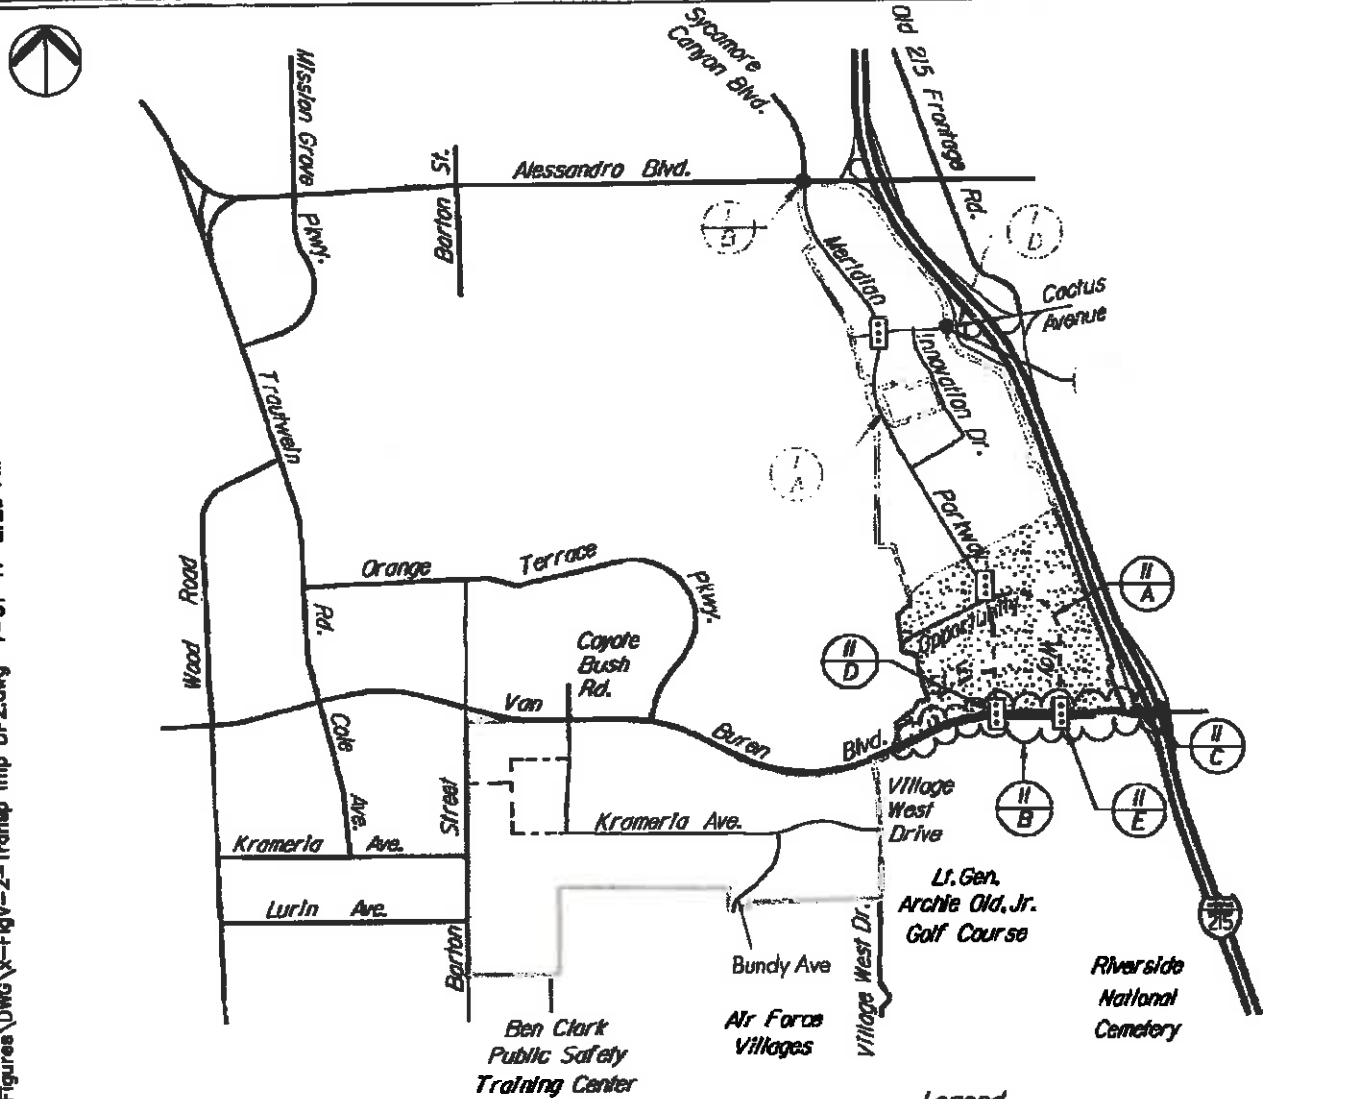 Sycamore
Canyon Blvd.
Old 215 Frontage Rd.
Mission Grove Pkwy.
Barton St.
Alessandro Blvd.
I
B
I
D
Meridian
Cactus
Avenue
Innovation Dr.
Trautwein
I
A
Parkway
Orange Terrace Pkwy.
Wood Road
Rd.
Coyote
Bush
Rd.
Opportunity
Way
II
A
II
D
Van Buren Blvd.
Cole Ave.
II
C
Village
West
Drive
II
B
II
E
Street
Krameria Ave.
Krameria Ave.
Lt. Gen.
Archie Old, Jr.
Golf Course
Lurin Ave.
215
Barton
Bundy Ave
Village West Dr.
Riverside
National
Cemetery
Air Force
Villages
Ben Clark
Public Safety
Training Center
Legend